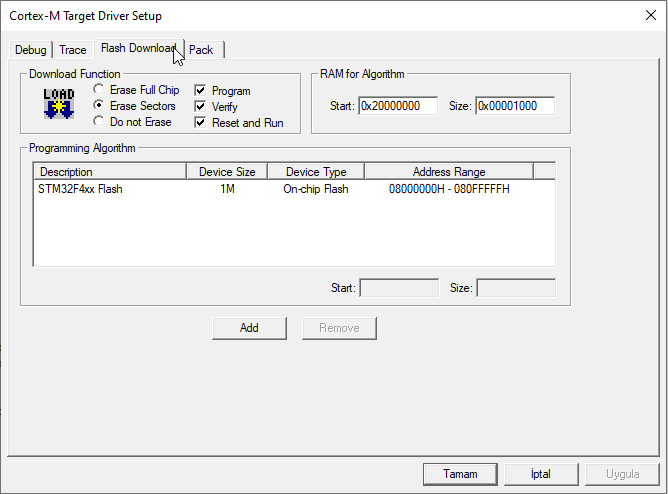 Cortex-M Target Driver Setup
Debug Trace Flash Download Pack
Download Function
LOAD
Erase Full Chip
Erase Sectors
Do not Erase
Program
Verify
Reset and Run
RAM for Algorithm
Start: 0x20000000 Size: 0x00001000
Programming Algorithm
Description Device Size Device Type Address Range
STM32F4xx Flash 1M On-chip Flash 08000000H - 080FFFFFH
Start: Size:
Add Remove
Tamam İptal Uygula